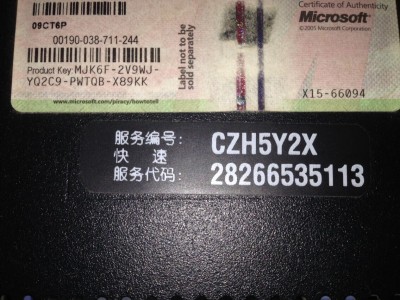 09CT6P
00190-038-711-244
Product Key: MJK6F-2V9WJ-
YQ2C9-PWTQB-X89KK
www.microsoft.com/piracy/howtotell
Label not to be
sold separately
Certificate of Authenticity
Microsoft
©2005 Microsoft Corporation
X15-66094
服务编号: CZH5Y2X
快 速
服务代码: 28266535113